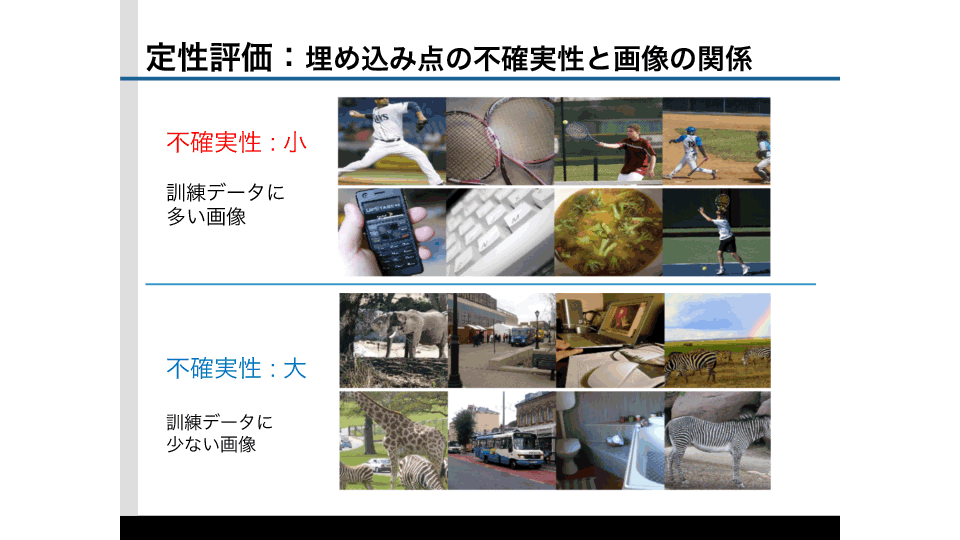 定性評価：埋め込み点の不確実性と画像の関係
不確実性 : 小
訓練データに
多い画像
不確実性 : 大
訓練データに
少ない画像